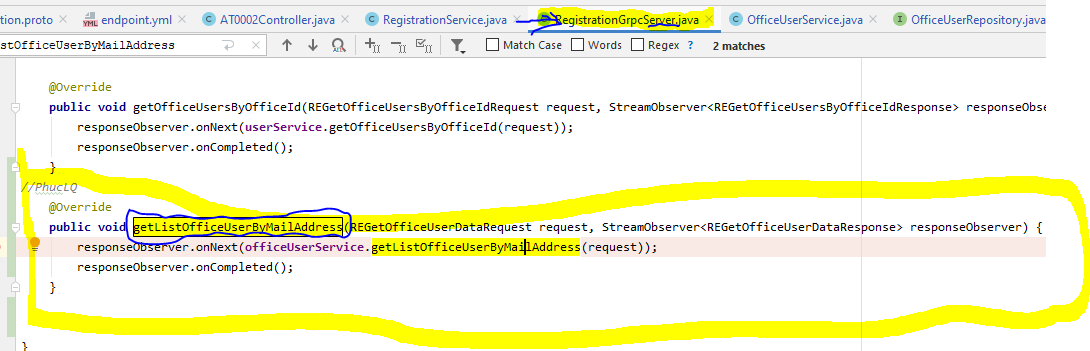 tion.proto endpoint.yml AT0002Controller.java RegistrationService.java RegistrationGrpcServer.java OfficeUserService.java OfficeUserRepository.java
stOfficeUserByMailAddress Match Case Words Regex ? 2 matches
@Override
public void getOfficeUsersByOfficeId(REGetOfficeUsersByOfficeIdRequest request, StreamObserver<REGetOfficeUsersByOfficeIdResponse> responseObse
responseObserver.onNext(userService.getOfficeUsersByOfficeId(request));
responseObserver.onCompleted();
}
//PhucLQ
@Override
public void getListOfficeUserByMailAddress(REGetOfficeUserDataRequest request, StreamObserver<REGetOfficeUserDataResponse> responseObserver) {
responseObserver.onNext(officeUserService.getListOfficeUserByMailAddress(request));
responseObserver.onCompleted();
}
}